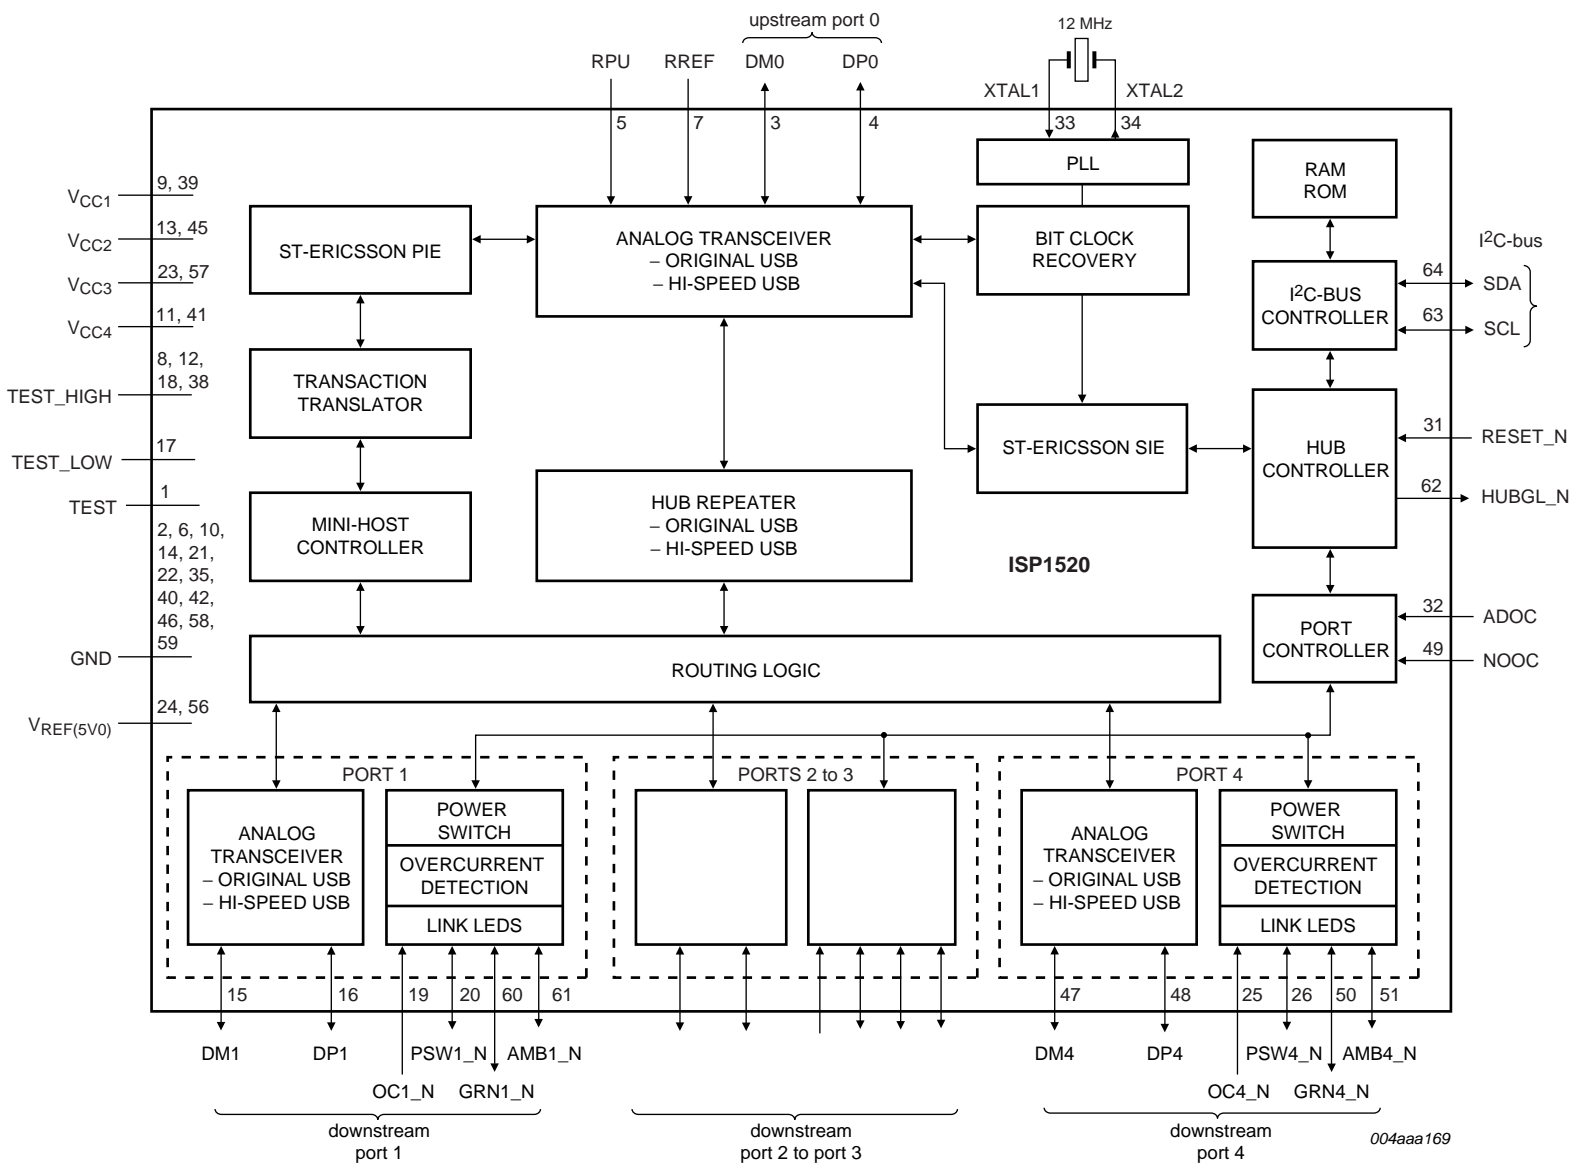 upstream port 0
12 MHz
RPU
RREF
DM0
DP0
XTAL1
XTAL2
5
7
3
4
33
34
PLL
RAM
ROM
VCC1
9, 39
VCC2
13, 45
VCC3
23, 57
VCC4
11, 41
8, 12,
18, 38
TEST_HIGH
17
TEST_LOW
1
TEST
2, 6, 10,
14, 21,
22, 35,
40, 42,
46, 58,
59
GND
24, 56
VREF(5V0)
ST-ERICSSON PIE
ANALOG TRANSCEIVER
– ORIGINAL USB
– HI-SPEED USB
BIT CLOCK
RECOVERY
I2C-bus
I2C-BUS
CONTROLLER
64
SDA
63
SCL
TRANSACTION
TRANSLATOR
ST-ERICSSON SIE
HUB
CONTROLLER
31
RESET_N
62
HUBGL_N
MINI-HOST
CONTROLLER
HUB REPEATER
– ORIGINAL USB
– HI-SPEED USB
ISP1520
PORT
CONTROLLER
32
ADOC
49
NOOC
ROUTING LOGIC
PORT 1
ANALOG
TRANSCEIVER
– ORIGINAL USB
– HI-SPEED USB
POWER
SWITCH
OVERCURRENT
DETECTION
LINK LEDS
PORTS 2 to 3
PORT 4
ANALOG
TRANSCEIVER
– ORIGINAL USB
– HI-SPEED USB
POWER
SWITCH
OVERCURRENT
DETECTION
LINK LEDS
15
16
19
20
60
61
47
48
25
26
50
51
DM1
DP1
PSW1_N
AMB1_N
OC1_N
GRN1_N
DM4
DP4
PSW4_N
AMB4_N
OC4_N
GRN4_N
downstream
port 1
downstream
port 2 to port 3
downstream
port 4
004aaa169